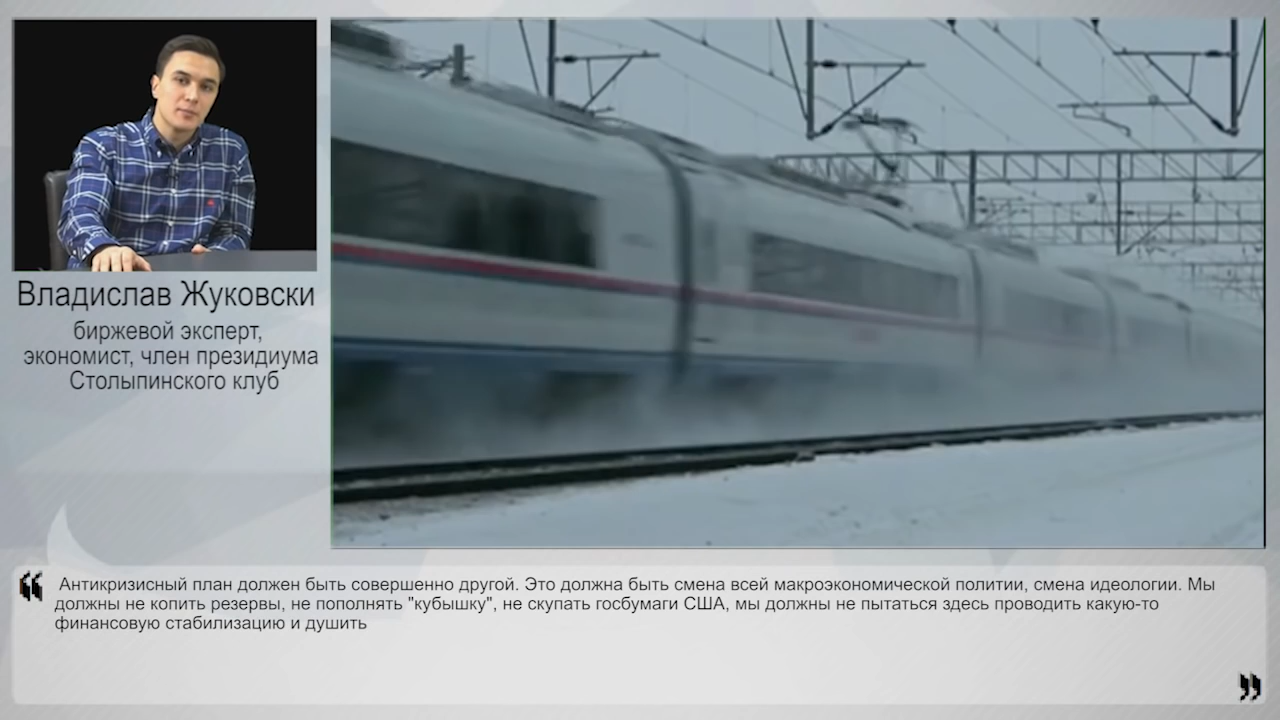 Владислав Жуковски
биржевой эксперт,
экономист, член президиума
Столыпинского клуб
Антикризисный план должен быть совершенно другой. Это должна быть смена всей макроэкономической политии, смена идеологии. Мы
должны не копить резервы, не пополнять "кубышку", не скупать госбумаги США, мы должны не пытаться здесь проводить какую-то
финансовую стабилизацию и душить